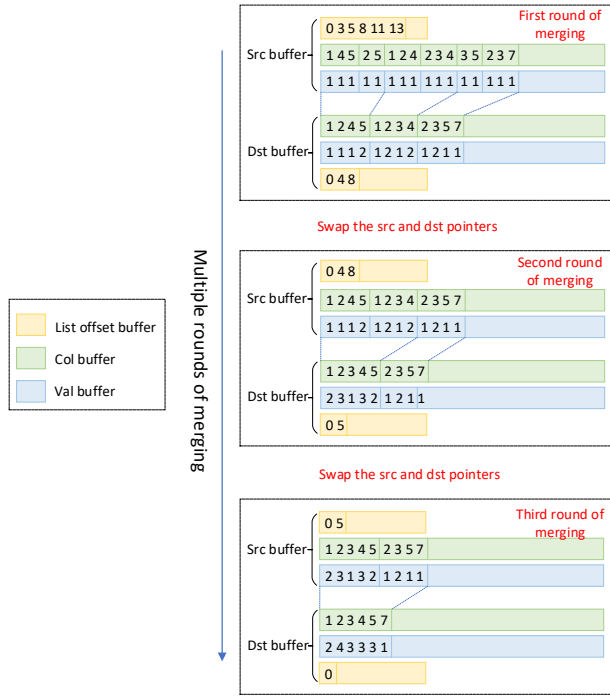 First round of merging
0 3 5 8 11 13
Src buffer
1 4 5 2 5 1 2 4 2 3 4 3 5 2 3 7
1 1 1 1 1 1 1 1 1 1 1 1 1 1 1 1
1 2 4 5 1 2 3 4 2 3 5 7
Dst buffer
1 1 1 2 1 2 1 2 1 2 1 1
0 4 8
Swap the src and dst pointers
Second round of merging
0 4 8
Src buffer
1 2 4 5 1 2 3 4 2 3 5 7
1 1 1 2 1 2 1 2 1 2 1 1
1 2 3 4 5 2 3 5 7
Dst buffer
2 3 1 3 2 1 2 1 1
0 5
Swap the src and dst pointers
Third round of merging
0 5
Src buffer
1 2 3 4 5 2 3 5 7
2 3 1 3 2 1 2 1 1
1 2 3 4 5 7
Dst buffer
2 4 3 3 3 1
0
Multiple rounds of merging
List offset buffer
Col buffer
Val buffer